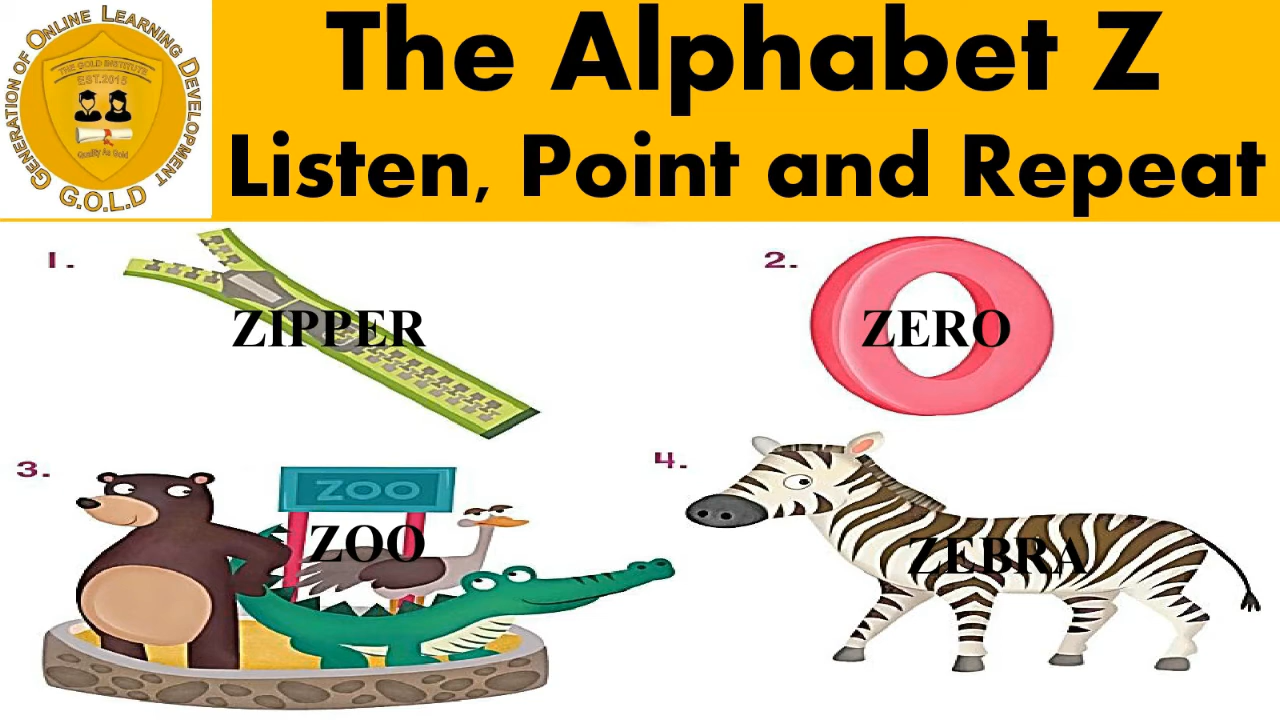 GENERATION OF ONLINE LEARNING DEVELOPMENT
THE GOLD INSTITUTE
EST.2015
Quality As Gold
G.O.L.D
The Alphabet Z
Listen, Point and Repeat
1.
ZIPPER
2.
ZERO
3.
ZOO
ZOO
4.
ZEBRA